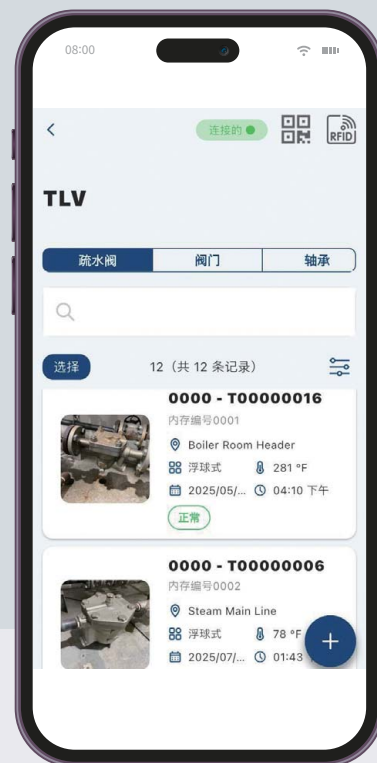 08:00
连接的
RFID
TLV
疏水阀 阀门 轴承
选择 12（共 12 条记录）
0000 - T00000016
内存编号0001
Boiler Room Header
浮球式 281 °F
2025/05/... 04:10 下午
正常
0000 - T00000006
内存编号0002
Steam Main Line
浮球式 78 °F
2025/07/... 01:43